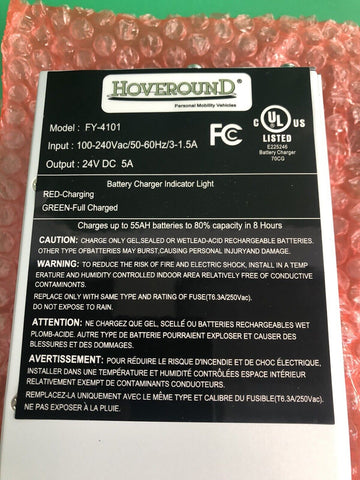 HOVEROUND
Personal Mobility Vehicles
Model : FY-4101
Input : 100-240Vac/50-60Hz/3-1.5A
Output : 24V DC 5A
FC
C UL US
LISTED
E225246
Battery Charger
70CG
Battery Charger Indicator Light
RED-Charging
GREEN-Full Charged
Charges up to 55AH batteries to 80% capacity in 8 Hours
CAUTION: CHARGE ONLY GEL,SEALED OR WETLEAD-ACID RECHARGEABLE BATTERIES.
OTHER TYPE OF BATTERIES MAY BURST, CAUSING PERSONAL INJURYAND DAMAGE.
WARNING: TO REDUCE THE RISK OF FIRE AND ELECTRIC SHOCK, INSTALL IN A TEMP
ERATURE AND HUMIDITY CONTROLLED INDOOR AREA RELATIVELY FREE OF CONDUCTIVE
CONTAMINONTS.
REPLACE ONLY WITH SAME TYPE AND RATING OF FUSE(T6.3A/250Vac).
ATTENTION: NE CHARGEZ QUE GEL, SCELLÉ OU BATTERIES RECHARGEABLES WET
PLOMB-ACIDE. AUTRE TYPE DE BATTERIE POURRAIENT EXPLOSER ET CAUSER DES
BLESSURES ET DES DOMMAGES.
AVERTISSEMENT: POUR RÉDUIRE LE RISQUE D'INCENDIE ET DE CHOC ÉLECTRIQUE,
INSTALLER DANS UNE TEMPÉRATURE ET HUMIDITÉ CONTRÔLÉES ESPACE INTÉRIEUR
RELATIVEMENT EXEMPT DE CONTAMINANTS CONDUCTEURS.
REMPLACEZ-LE UNIQUEMENT AVEC LE MÊME TYPE ET CALIBRE DU FUSIBLE(T6.3A/250Vac).
NE PAS EXPOSER À LA PLUIE.